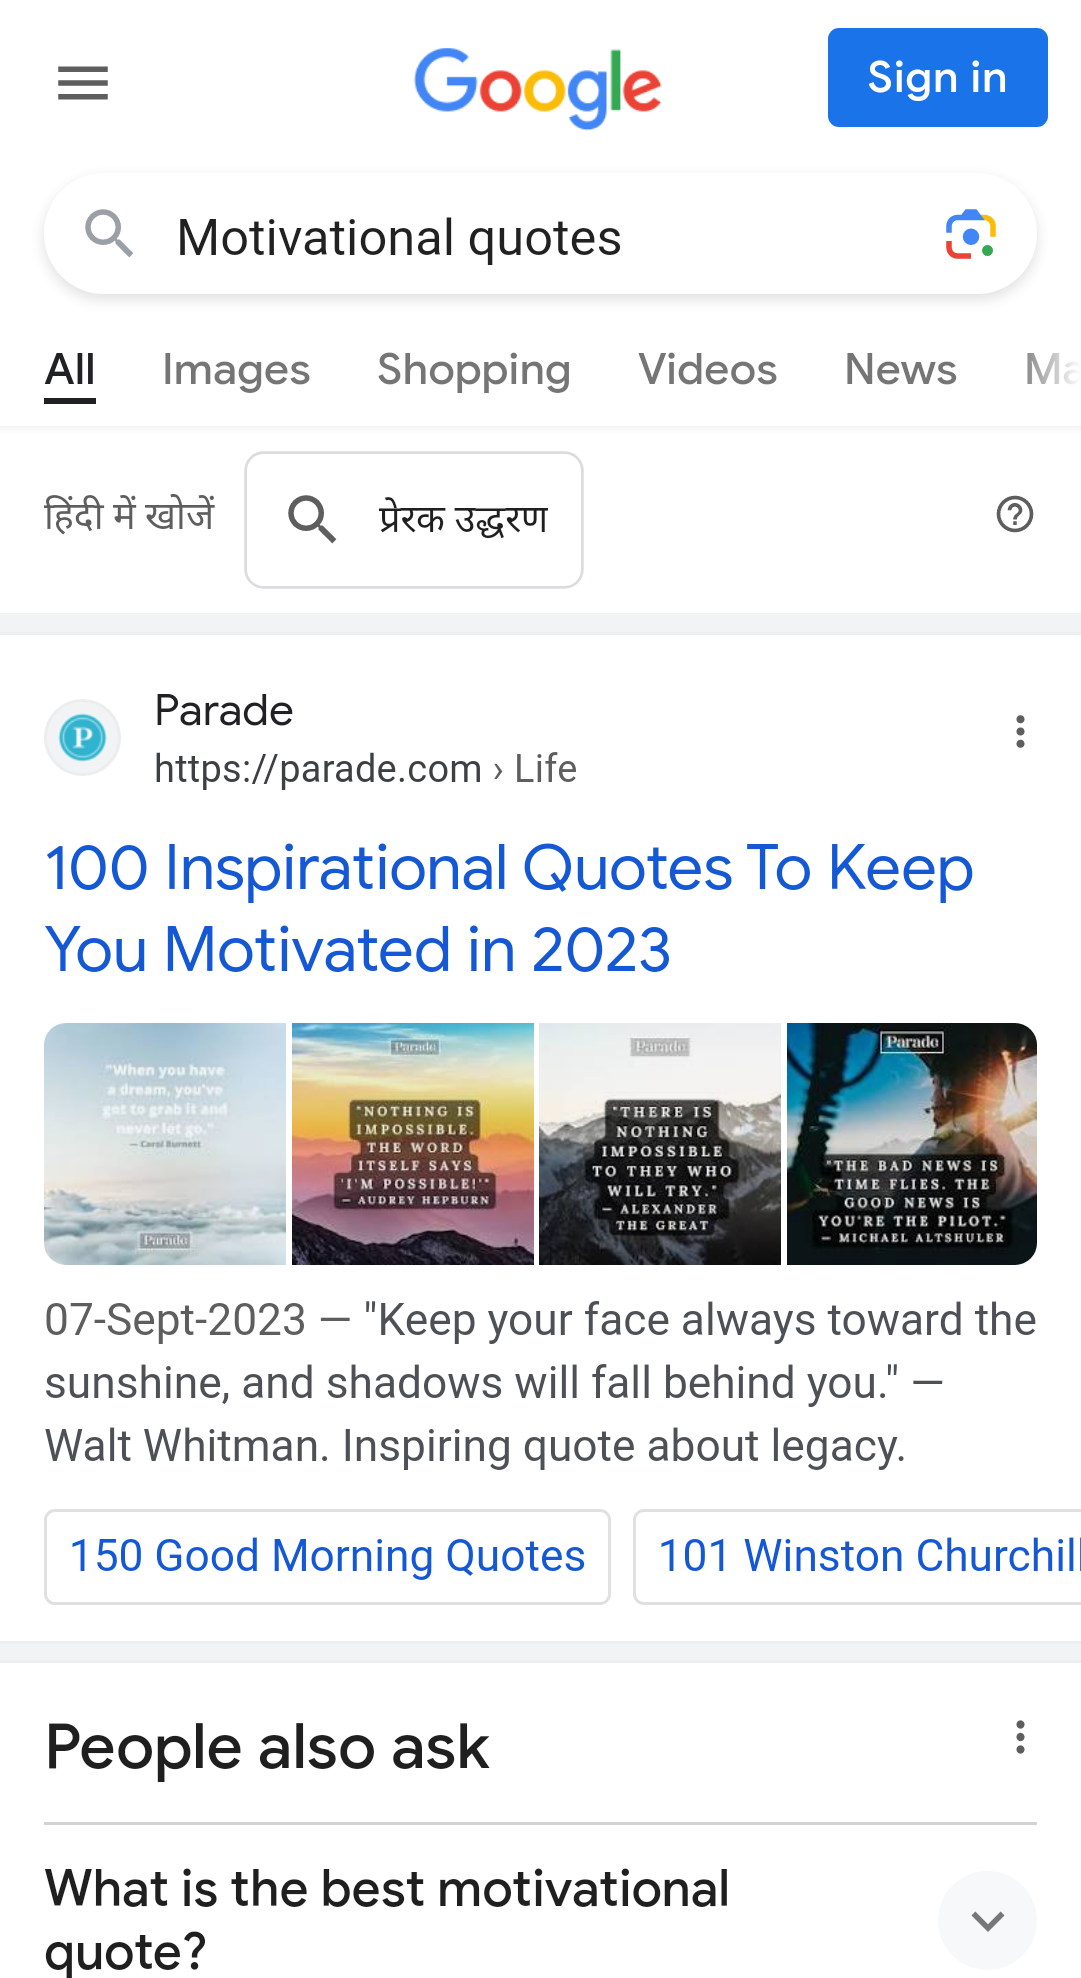 Google
Sign in
Motivational quotes
All Images Shopping Videos News Ma
हिंदी में खोजें
प्रेरक उद्धरण
Parade
https://parade.com › Life
100 Inspirational Quotes To Keep
You Motivated in 2023
"When you have
a dream, you've
got to grab it and
never let go."
— Carol Burnett
Parade
Parade
"NOTHING IS
IMPOSSIBLE.
THE WORD
ITSELF SAYS
'I'M POSSIBLE!'"
— AUDREY HEPBURN
Parade
"THERE IS
NOTHING
IMPOSSIBLE
TO THEY WHO
WILL TRY."
— ALEXANDER
THE GREAT
Parade
"THE BAD NEWS IS
TIME FLIES. THE
GOOD NEWS IS
YOU'RE THE PILOT."
— MICHAEL ALTSHULER
07-Sept-2023 — "Keep your face always toward the
sunshine, and shadows will fall behind you." —
Walt Whitman. Inspiring quote about legacy.
150 Good Morning Quotes
101 Winston Churchill
People also ask
What is the best motivational
quote?